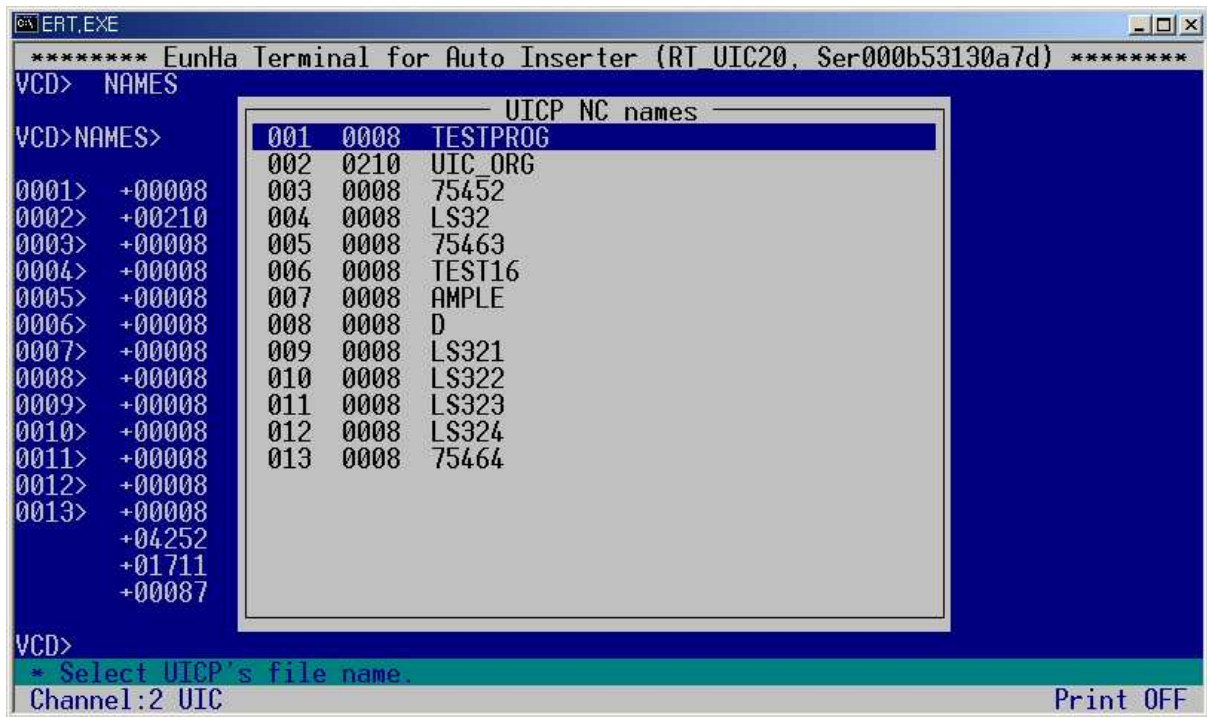 ERT,EXE
******** EunHa Terminal for Auto Inserter (RT_UIC20, Ser000b53130a7d) ********
VCD> NAMES
UICP NC names
VCD>NAMES> 001 0008 TESTPROG
002 0210 UIC_ORG
0001> +00008 003 0008 75452
0002> +00210 004 0008 LS32
0003> +00008 005 0008 75463
0004> +00008 006 0008 TEST16
0005> +00008 007 0008 AMPLE
0006> +00008 008 0008 D
0007> +00008 009 0008 LS321
0008> +00008 010 0008 LS322
0009> +00008 011 0008 LS323
0010> +00008 012 0008 LS324
0011> +00008 013 0008 75464
0012> +00008
0013> +00008
+04252
+01711
+00087
VCD>
* Select UICP's file name.
Channel:2 UIC Print OFF